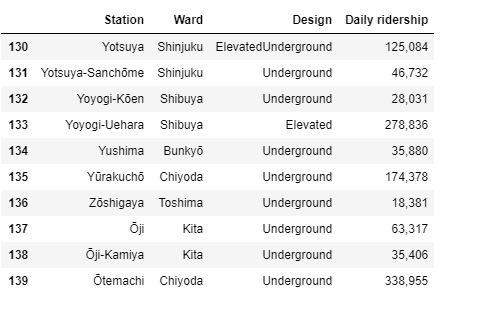 Station Ward Design Daily ridership
130 Yotsuya Shinjuku ElevatedUnderground 125,084
131 Yotsuya-Sanchōme Shinjuku Underground 46,732
132 Yoyogi-Kōen Shibuya Underground 28,031
133 Yoyogi-Uehara Shibuya Elevated 278,836
134 Yushima Bunkyō Underground 35,880
135 Yūrakuchō Chiyoda Underground 174,378
136 Zōshigaya Toshima Underground 18,381
137 Ōji Kita Underground 63,317
138 Ōji-Kamiya Kita Underground 35,406
139 Ōtemachi Chiyoda Underground 338,955